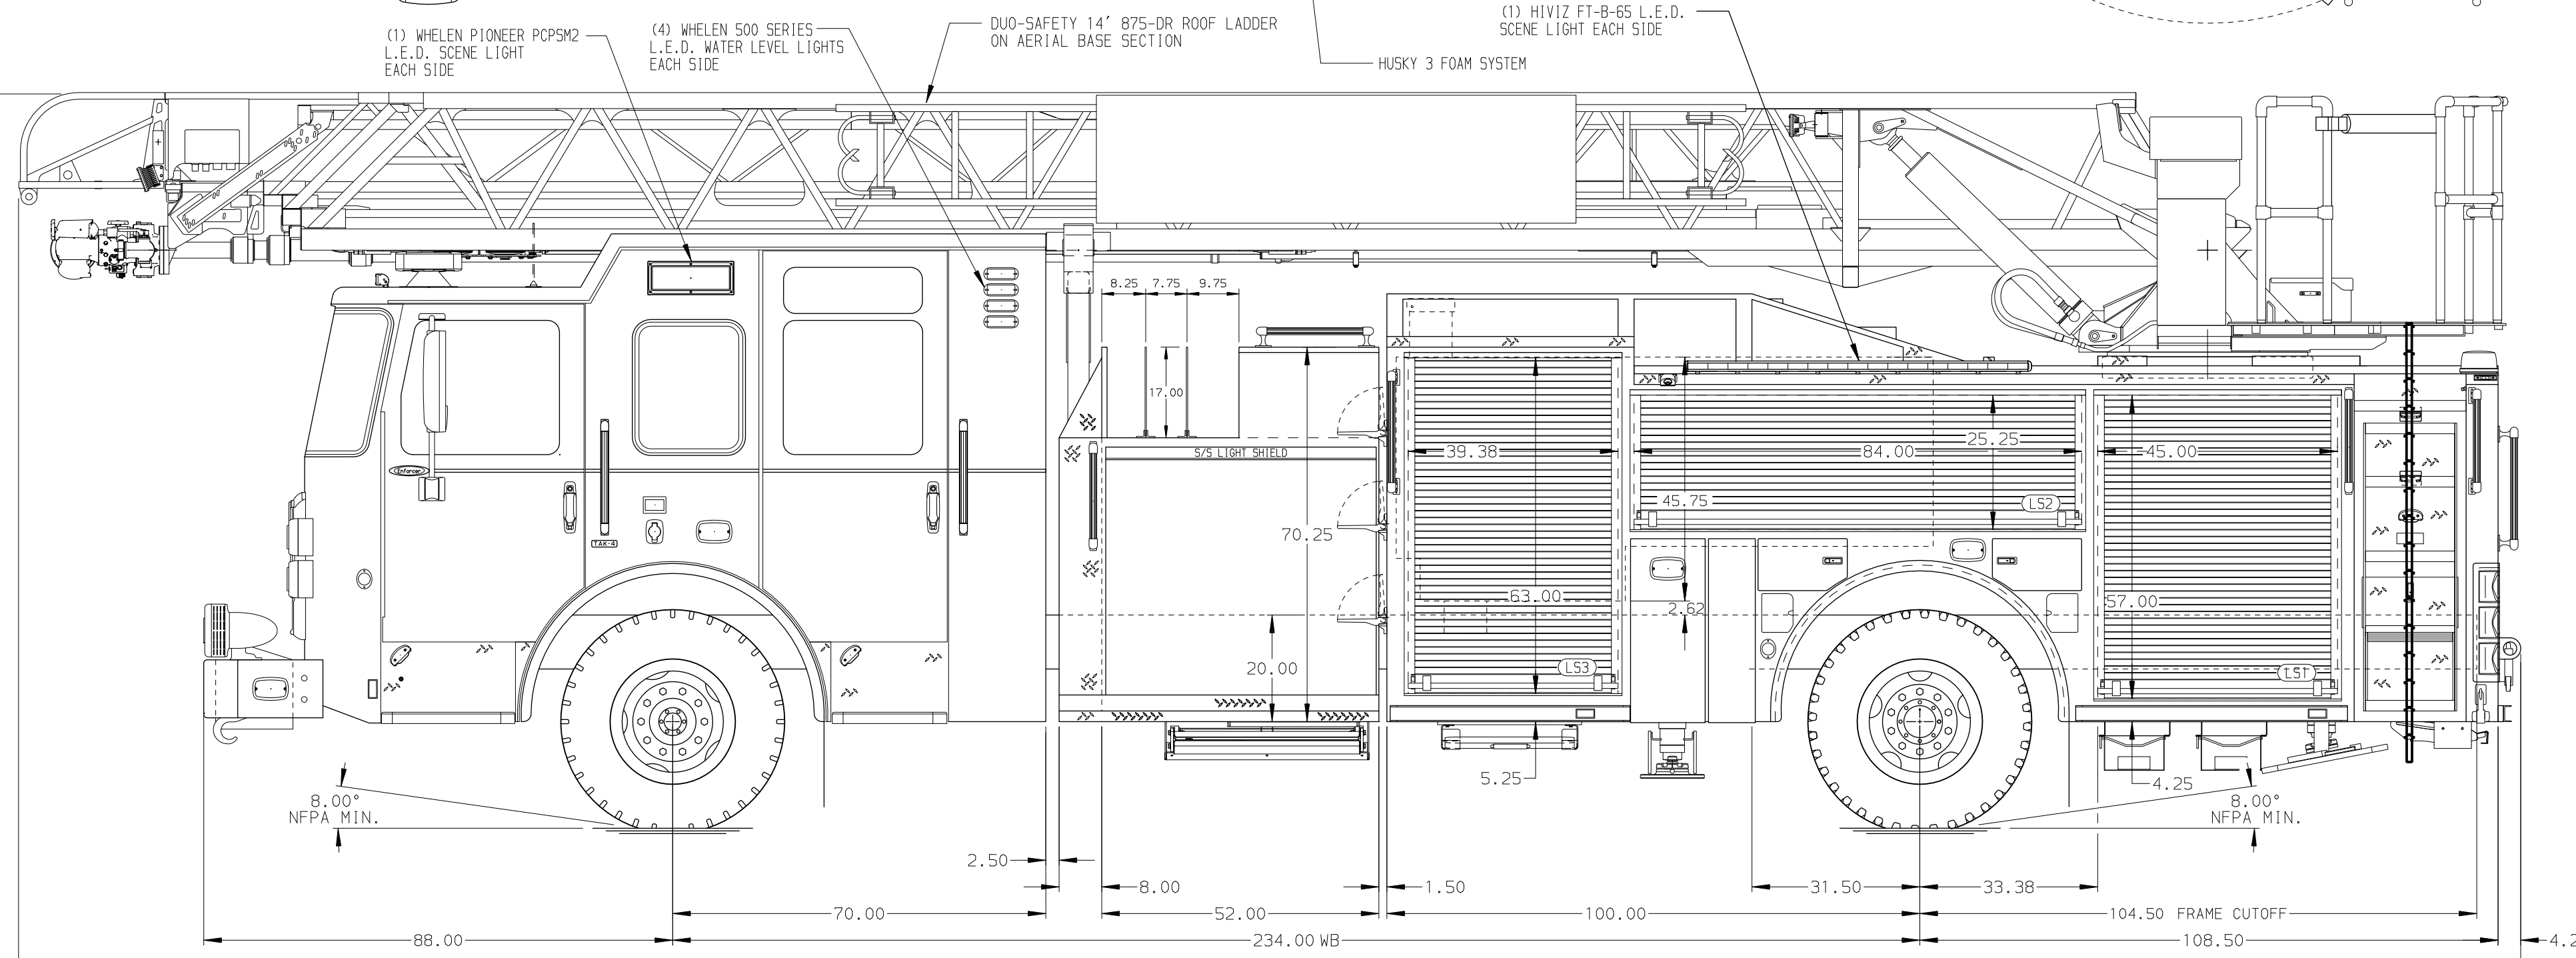 (1) WHELEN PIONEER PCPSM2
L.E.D. SCENE LIGHT
EACH SIDE
(4) WHELEN 500 SERIES
L.E.D. WATER LEVEL LIGHTS
EACH SIDE
DUO-SAFETY 14' 875-DR ROOF LADDER
ON AERIAL BASE SECTION
HUSKY 3 FOAM SYSTEM
(1) HIVIZ FT-B-65 L.E.D.
SCENE LIGHT EACH SIDE
8.25 7.75 9.75
17.00
S/S LIGHT SHIELD
70.25
20.00
39.38
63.00
LS3
45.75
2.62
84.00
25.25
LS2
45.00
57.00
LS1
Enforcer
TAK-4
5.25
4.25
8.00°
NFPA MIN.
8.00°
NFPA MIN.
2.50
8.00
1.50
31.50
33.38
70.00
52.00
100.00
104.50 FRAME CUTOFF
88.00
234.00 WB
108.50